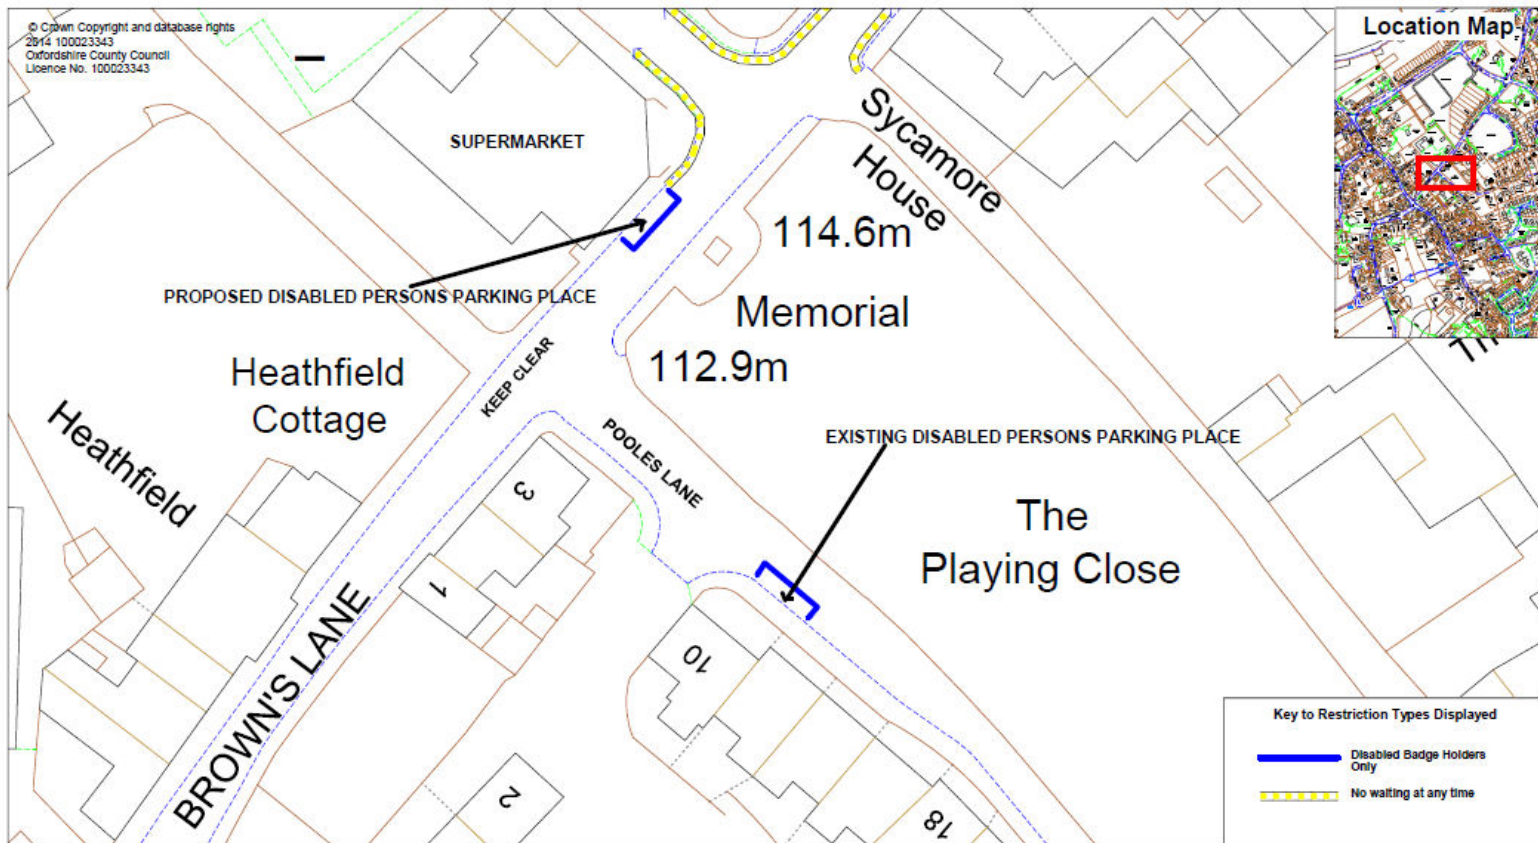 © Crown Copyright and database rights
2014 100023343
Oxfordshire County Council
Licence No. 100023343
Location Map
SUPERMARKET
Sycamore
House
114.6m
PROPOSED DISABLED PERSONS PARKING PLACE
Memorial
112.9m
Heathfield
Cottage
KEEP CLEAR
Heathfield
POOLES LANE
EXISTING DISABLED PERSONS PARKING PLACE
3
The
Playing Close
1
BROWN'S LANE
10
2
18
Key to Restriction Types Displayed
Disabled Badge Holders
Only
No waiting at any time